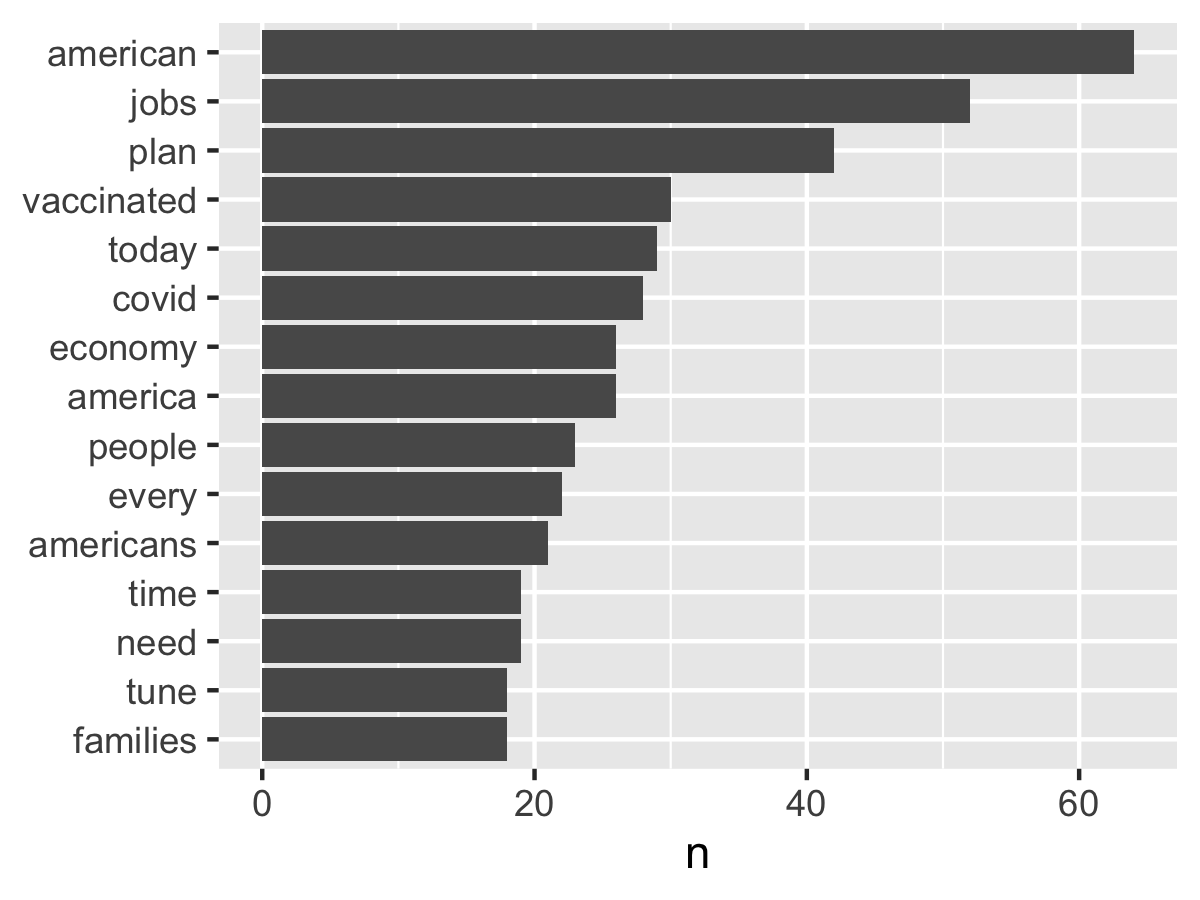 american
jobs
plan
vaccinated
today
covid
economy
america
people
every
americans
time
need
tune
families
0 20 40 60
n